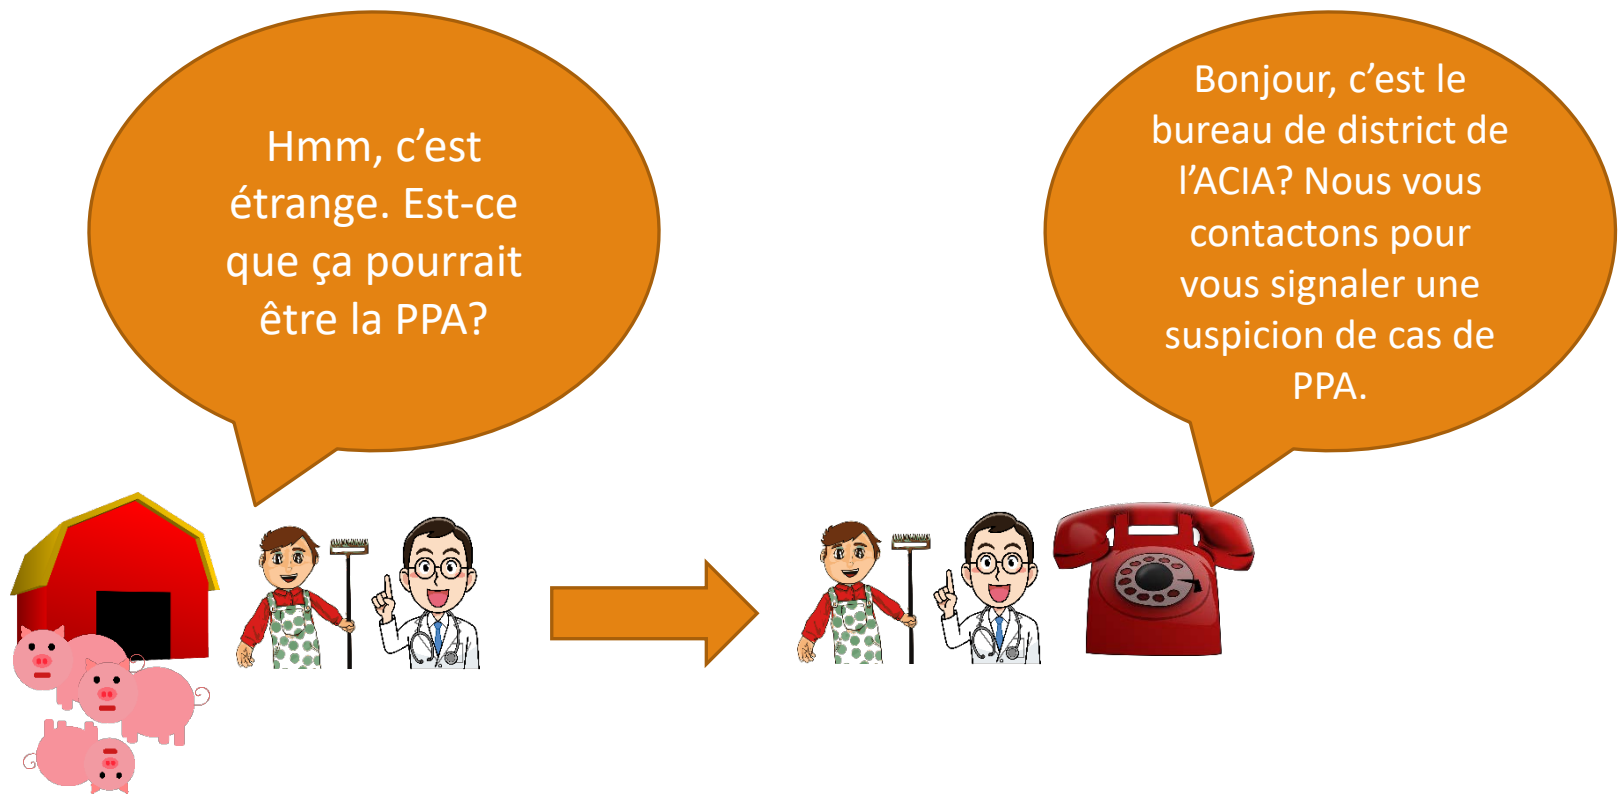 Hmm, c’est
étrange. Est-ce
que ça pourrait
être la PPA?
Bonjour, c’est le
bureau de district de
l’ACIA? Nous vous
contactons pour
vous signaler une
suspicion de cas de
PPA.